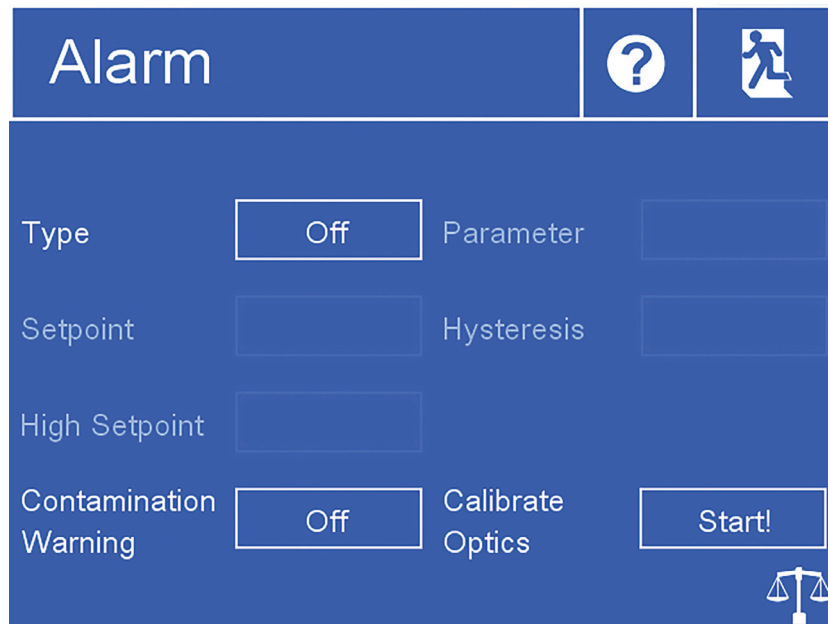 Alarm
?
Type
Off
Parameter
Setpoint
Hysteresis
High Setpoint
Contamination
Warning
Off
Calibrate
Optics
Start!